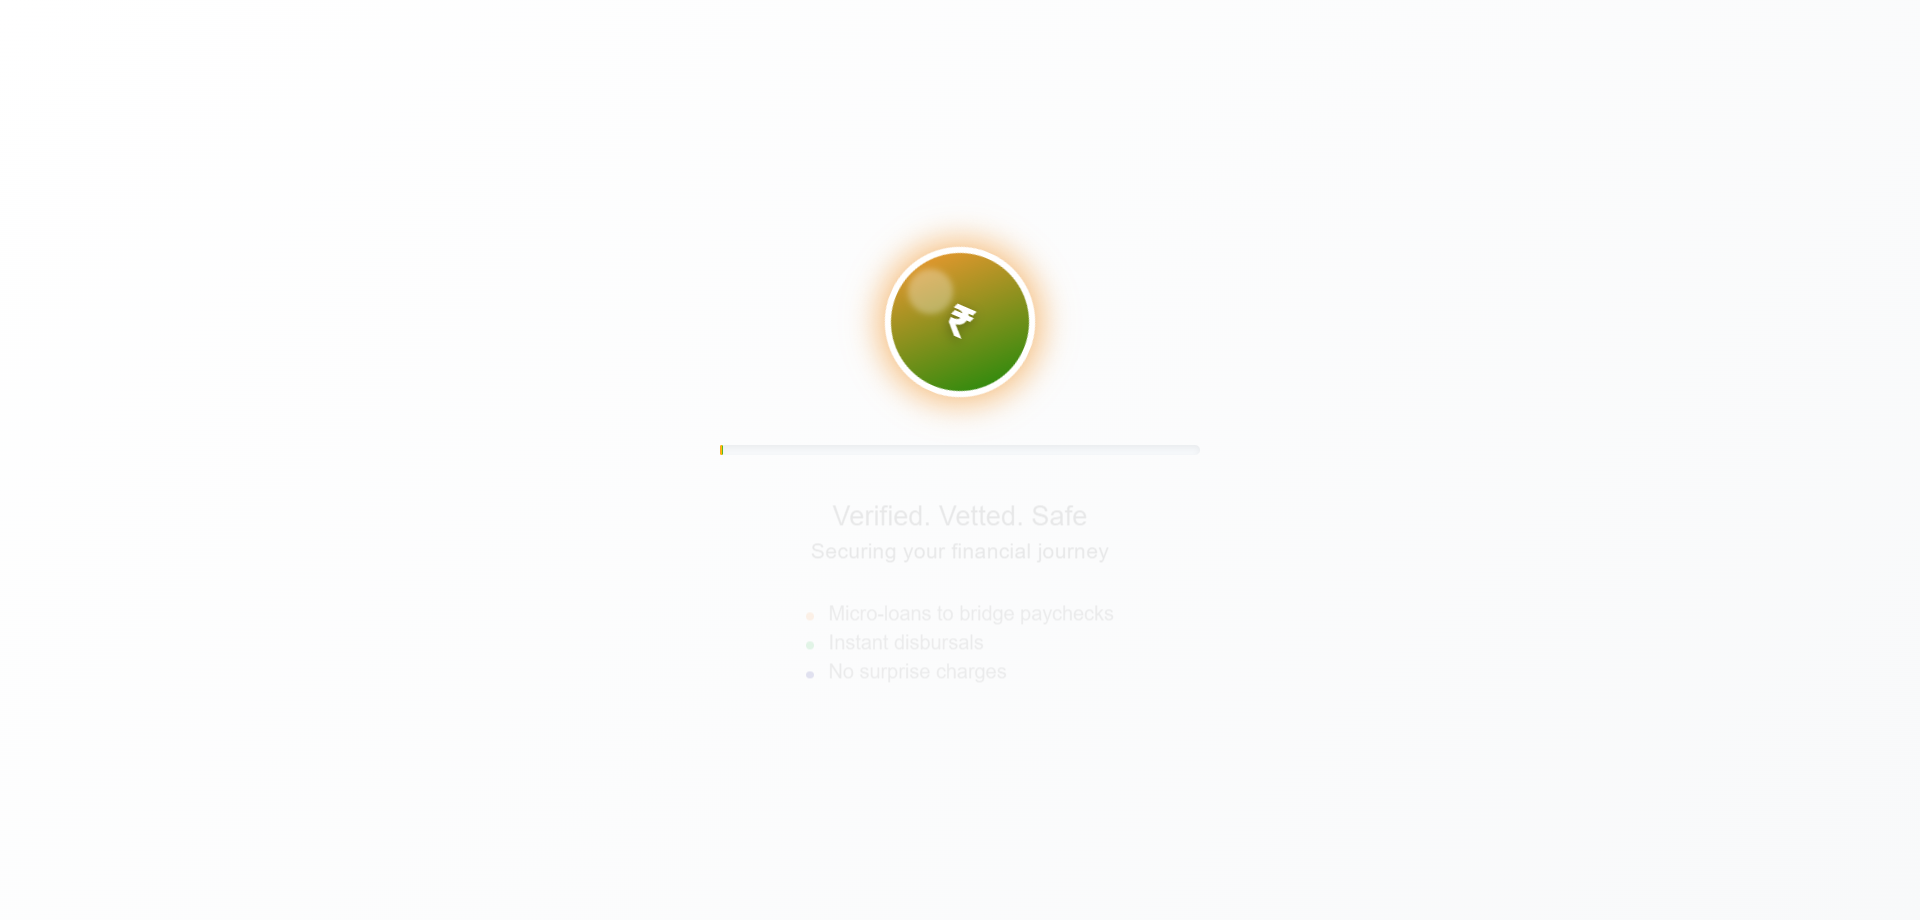 ₹
Verified. Vetted. Safe
Securing your financial journey
Micro-loans to bridge paychecks
Instant disbursals
No surprise charges